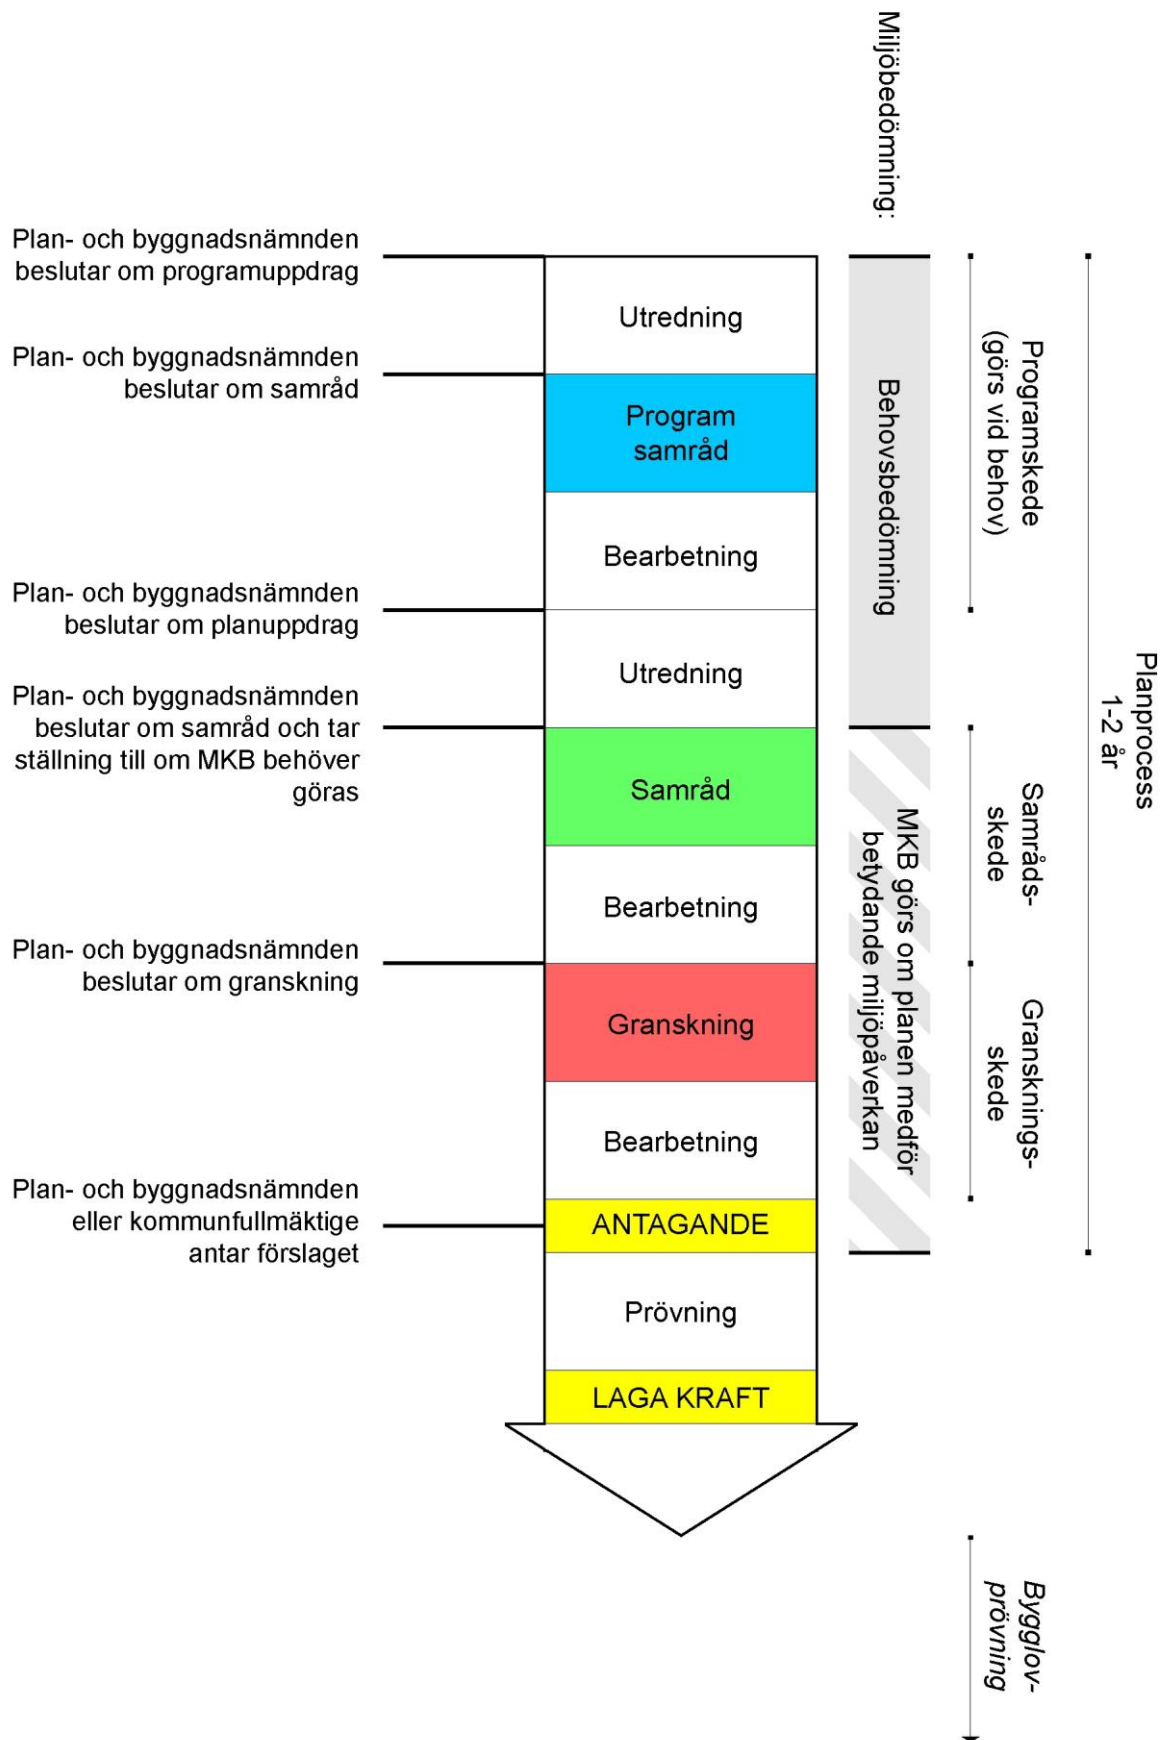 Miljöbedömning:
Plan- och byggnadsnämnden
beslutar om programuppdrag
Plan- och byggnadsnämnden
beslutar om samråd
Plan- och byggnadsnämnden
beslutar om planuppdrag
Plan- och byggnadsnämnden
beslutar om samråd och tar
ställning till om MKB behöver
göras
Plan- och byggnadsnämnden
beslutar om granskning
Plan- och byggnadsnämnden
eller kommunfullmäktige
antar förslaget
Utredning
Program
samråd
Bearbetning
Utredning
Samråd
Bearbetning
Granskning
Bearbetning
ANTAGANDE
Prövning
LAGA KRAFT
Behovsbedömning
MKB görs om planen medför
betydande miljöpåverkan
Programskede
(görs vid behov)
Samråds-
skede
Gransknings-
skede
Planprocess
1-2 år
Bygglov-
prövning